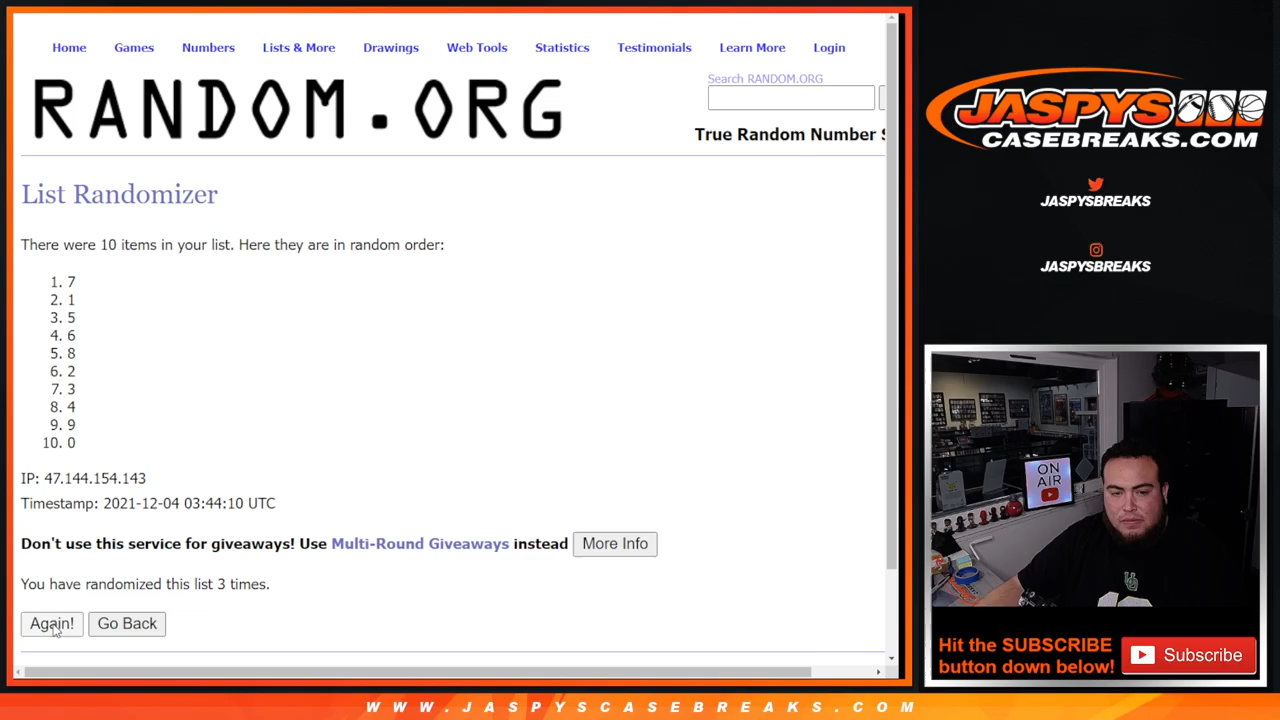 Home Games Numbers Lists & More Drawings Web Tools Statistics Testimonials Learn More Login
RANDOM.ORG
Search RANDOM.ORG
True Random Number S
List Randomizer
There were 10 items in your list. Here they are in random order:
1. 7
2. 1
3. 5
4. 6
5. 8
6. 2
7. 3
8. 4
9. 9
10. 0
IP: 47.144.154.143
Timestamp: 2021-12-04 03:44:10 UTC
Don't use this service for giveaways! Use Multi-Round Giveaways instead More Info
You have randomized this list 3 times.
Again! Go Back
JASPYS
CASEBREAKS.COM
JASPYSBREAKS
JASPYSBREAKS
ON
AIR
Hit the SUBSCRIBE
button down below!
Subscribe
WWW.JASPYSCASEBREAKS.COM